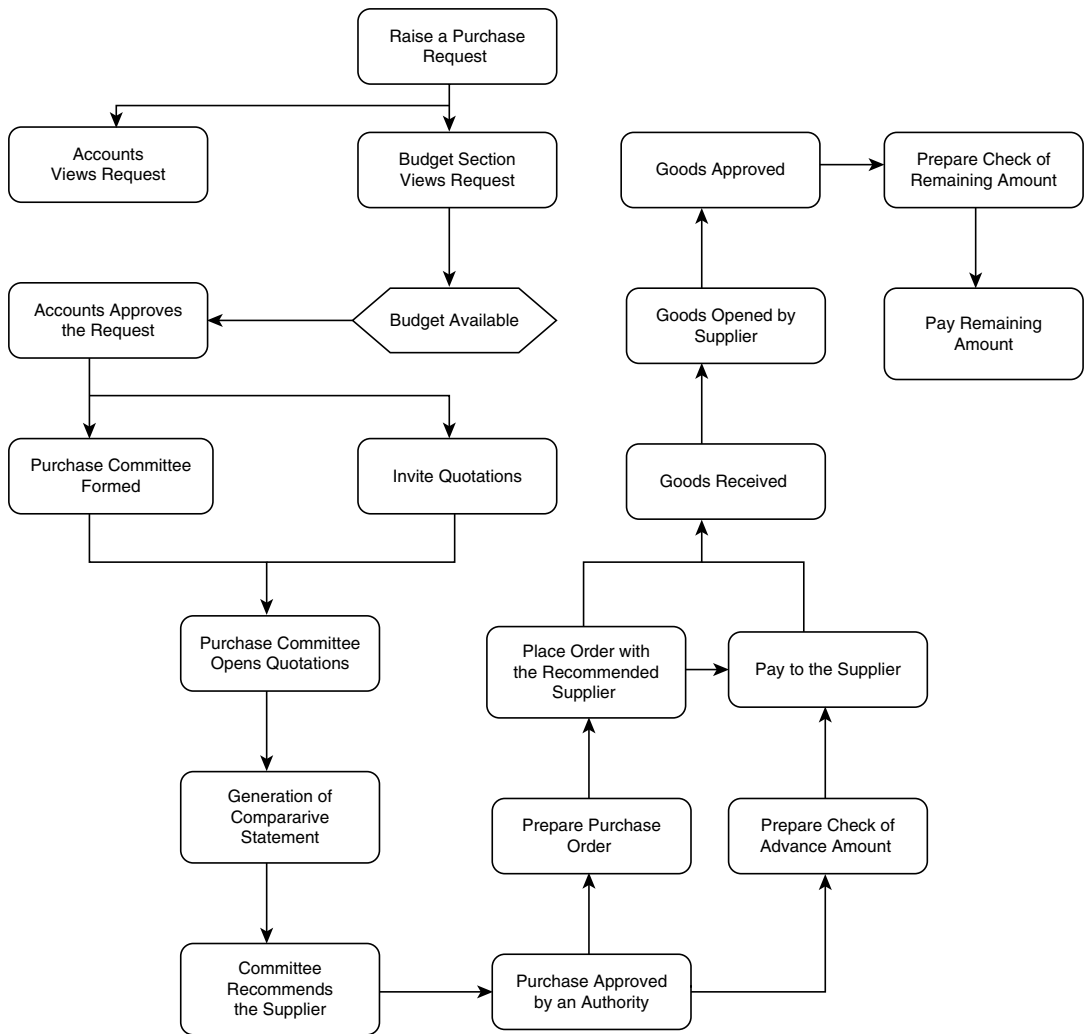 Raise a Purchase
Request
Accounts
Views Request
Budget Section
Views Request
Goods Approved
Prepare Check of
Remaining Amount
Accounts Approves
the Request
Budget Available
Goods Opened by
Supplier
Pay Remaining
Amount
Purchase Committee
Formed
Invite Quotations
Goods Received
Purchase Committee
Opens Quotations
Place Order with
the Recommended
Supplier
Pay to the Supplier
Generation of
Compararive
Statement
Prepare Purchase
Order
Prepare Check of
Advance Amount
Committee
Recommends
the Supplier
Purchase Approved
by an Authority